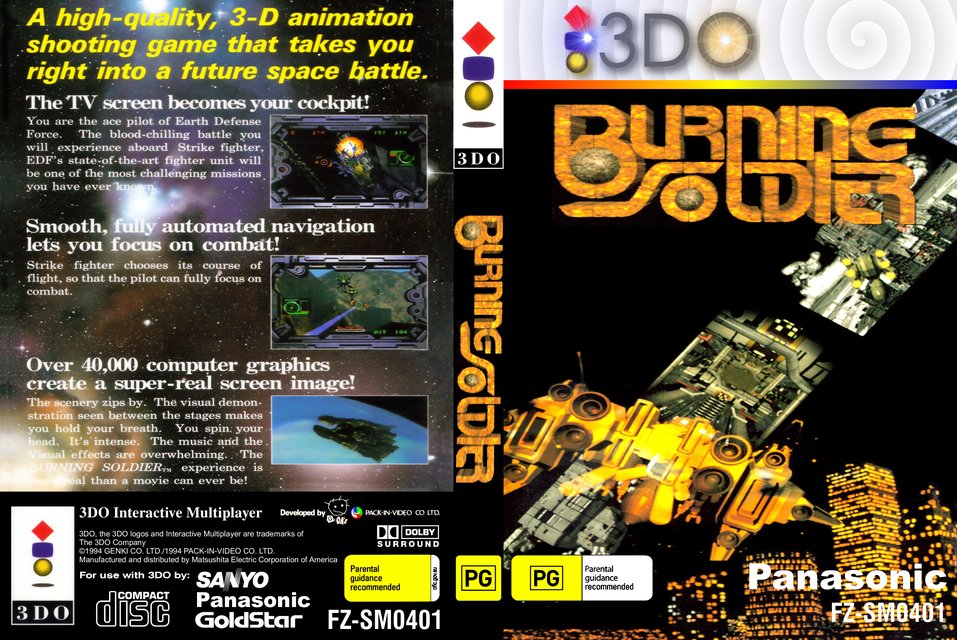 A high-quality, 3-D animation
shooting game that takes you
right into a future space battle.
The TV screen becomes your cockpit!
You are the ace pilot of Earth Defense
Force. The blood-chilling battle you
will experience aboard Strike fighter,
EDF's state-of-the-art fighter unit will
be one of the most challenging missions
you have ever known.
Smooth, fully automated navigation
lets you focus on combat!
Strike fighter chooses its course of
flight, so that the pilot can fully focus on
combat.
Over 40,000 computer graphics
create a super-real screen image!
The scenery zips by. The visual demon-
stration seen between the stages makes
you hold your breath. You spin your
head. It's intense. The music and the
Visual effects are overwhelming. The
BURNING SOLDIER™ experience is
more real than a movie can ever be!
3DO
3DO Interactive Multiplayer
3DO, the 3DO logos and Interactive Multiplayer are trademarks of
The 3DO Company
©1994 GENKI CO. LTD./1994 PACK-IN-VIDEO CO. LTD.
Manufactured and distributed by Matsushita Electric Corporation of America
For use with 3DO by:
COMPACT
disc
SANYO
Panasonic
GoldStar
Developed by
PACK-IN-VIDEO CO LTD.
DOLBY
SURROUND
Parental
guidance
recommended
FZ-SM0401
3DO
BURNING SOLDIER
PG
3DO
BURNING
SOLDIER
PG
Parental
guidance
recommended
Panasonic
FZ-SM0401